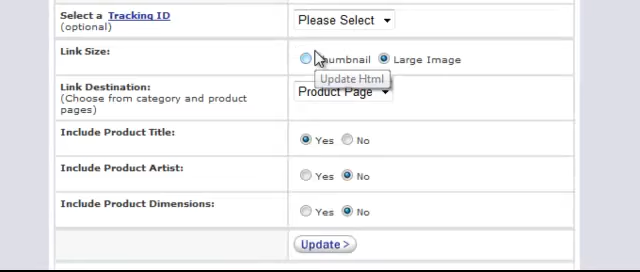 Select a Tracking ID
(optional)
Please Select
Link Size:
Thumbnail
Large Image
Update Html
Link Destination:
(Choose from category and product
pages)
Product Page
Include Product Title:
Yes
No
Include Product Artist:
Yes
No
Include Product Dimensions:
Yes
No
Update >